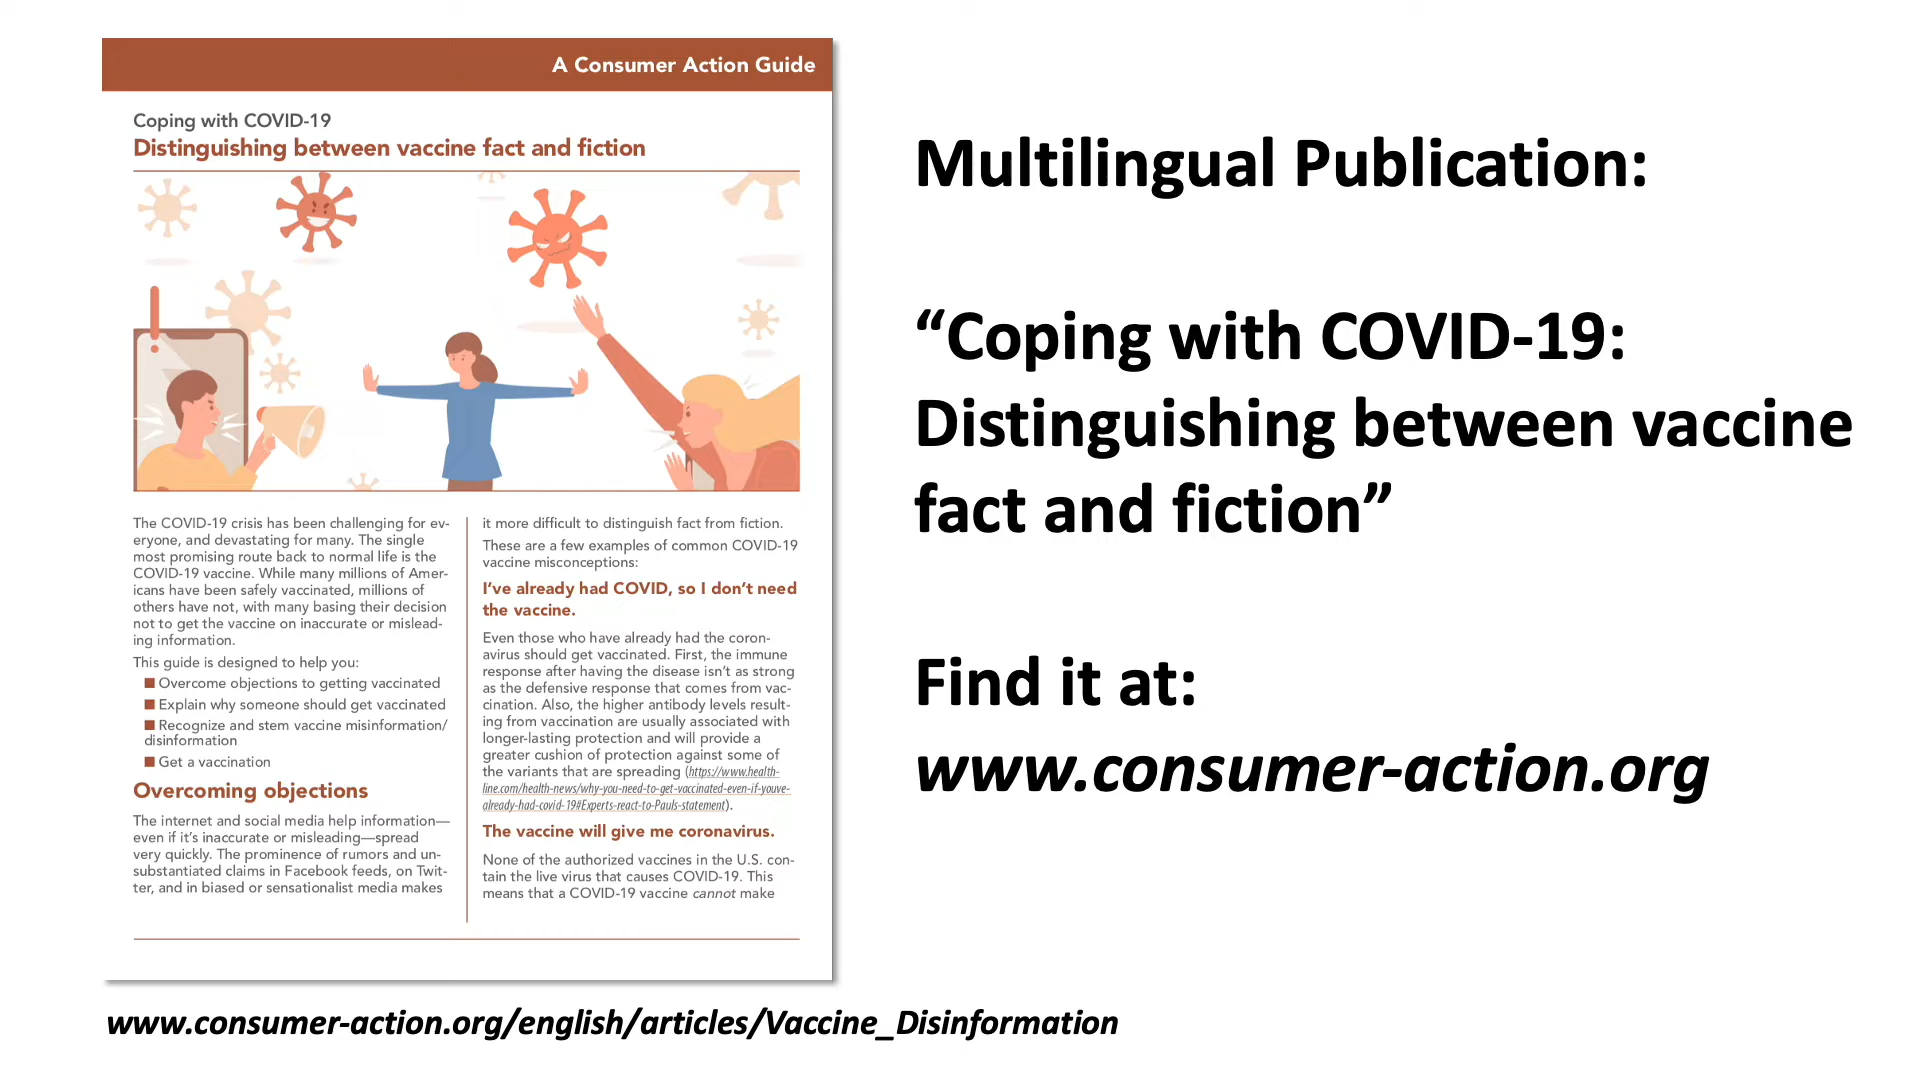 A Consumer Action Guide
Coping with COVID-19
Distinguishing between vaccine fact and fiction
The COVID-19 crisis has been challenging for ev-
eryone, and devastating for many. The single
most promising route back to normal life is the
COVID-19 vaccine. While many millions of Amer-
icans have been safely vaccinated, millions of
others have not, with many basing their decision
not to get the vaccine on inaccurate or mislead-
ing information.
This guide is designed to help you:
■ Overcome objections to getting vaccinated
■ Explain why someone should get vaccinated
■ Recognize and stem vaccine misinformation/
disinformation
■ Get a vaccination
Overcoming objections
The internet and social media help information—
even if it’s inaccurate or misleading—spread
very quickly. The prominence of rumors and un-
substantiated claims in Facebook feeds, on Twit-
ter, and in biased or sensationalist media makes
it more difficult to distinguish fact from fiction.
These are a few examples of common COVID-19
vaccine misconceptions:
I’ve already had COVID, so I don’t need
the vaccine.
Even those who have already had the coron-
avirus should get vaccinated. First, the immune
response after having the disease isn’t as strong
as the defensive response that comes from vac-
cination. Also, the higher antibody levels result-
ing from vaccination are usually associated with
longer-lasting protection and will provide a
greater cushion of protection against some of
the variants that are spreading (https://www.health-
line.com/health-news/why-you-need-to-get-vaccinated-even-if-youve-
already-had-covid-19#Experts-react-to-Pauls-statement).
The vaccine will give me coronavirus.
None of the authorized vaccines in the U.S. con-
tain the live virus that causes COVID-19. This
means that a COVID-19 vaccine cannot make
Multilingual Publication:
“Coping with COVID-19:
Distinguishing between vaccine
fact and fiction”
Find it at:
www.consumer-action.org
www.consumer-action.org/english/articles/Vaccine_Disinformation